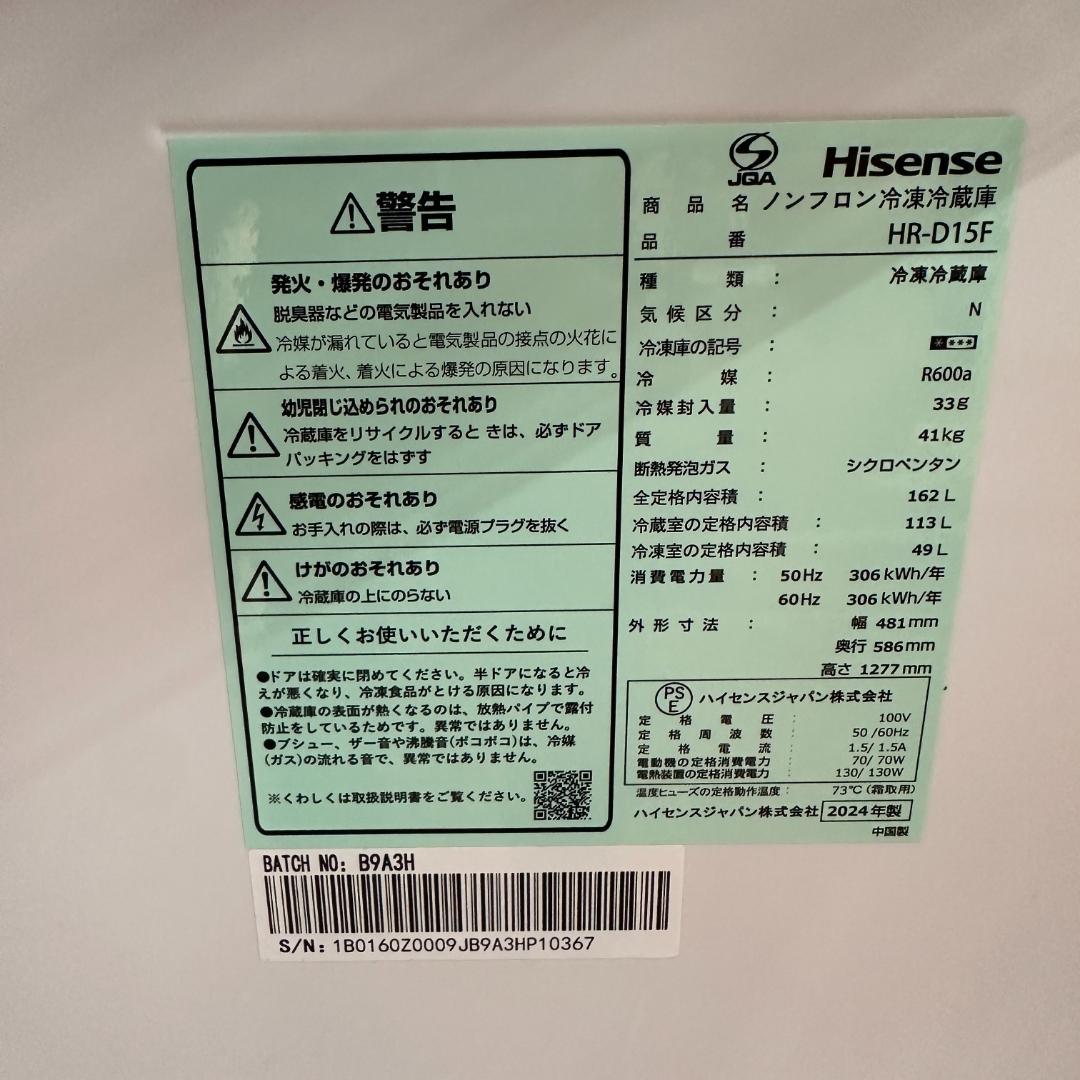 警告
発火・爆発のおそれあり
脱臭器などの電気製品を入れない
冷媒が漏れていると電気製品の接点の火花に
よる着火、着火による爆発の原因になります。
幼児閉じ込められのおそれあり
冷蔵庫をリサイクルすると きは、必ずドア
パッキングをはずす
感電のおそれあり
お手入れの際は、必ず電源プラグを抜く
けがのおそれあり
冷蔵庫の上にのらない
正しくお使いいただくために
●ドアは確実に閉めてください。半ドアになると冷
えが悪くなり、冷凍食品がとける原因になります。
●冷蔵庫の表面が熱くなるのは、放熱パイプで露付
防止をしているためです。異常ではありません。
●ブシュー、ザー音や沸騰音(ポコポコ)は、冷媒
(ガス)の流れる音で、異常ではありません。
※くわしくは取扱説明書をご覧ください。
JQA
Hisense
商品名 ノンフロン冷凍冷蔵庫
品番 HR-D15F
種類： 冷凍冷蔵庫
気候区分： N
冷凍庫の記号： ****
冷媒： R600a
冷媒封入量： 33g
質量： 41kg
断熱発泡ガス： シクロペンタン
全定格内容積： 162 L
冷蔵室の定格内容積： 113 L
冷凍室の定格内容積： 49 L
消費電力量： 50Hz 306 kWh/年
60Hz 306 kWh/年
外形寸法： 幅 481mm
奥行 586mm
高さ 1277mm
PSE ハイセンスジャパン株式会社
定格電圧： 100V
定格周波数： 50 /60Hz
定格電流： 1.5/ 1.5A
電動機の定格消費電力： 70/ 70W
電熱装置の定格消費電力： 130/ 130W
温度ヒューズの定格動作温度： 73℃（霜取用）
ハイセンスジャパン株式会社 2024年製
中国製
BATCH NO: B9A3H
S/N: 1B0160Z0009JB9A3HP10367